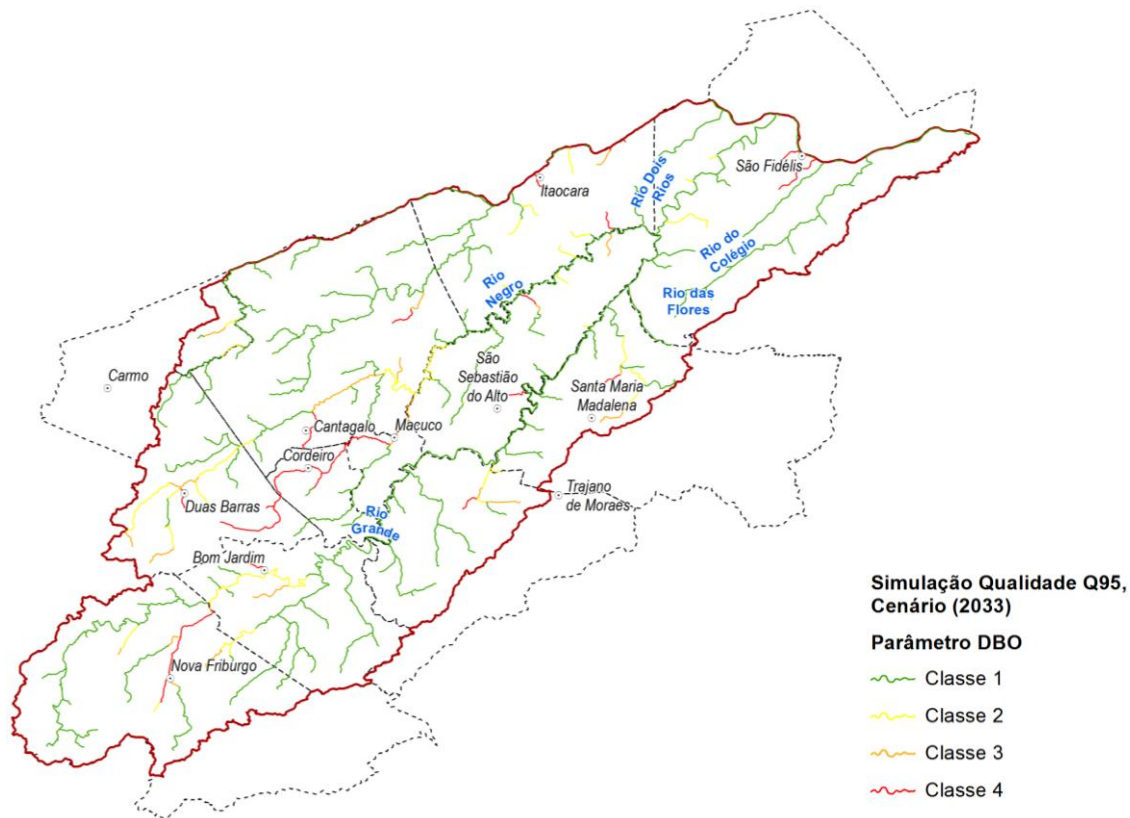 São Fidélis
Itaocara
Rio Dois
Rios
Rio do
Colégio
Rio
Negro
Rio das
Flores
São
Sebastião
do Alto
Santa Maria
Madalena
Carmo
Cantagalo
Macuco
Cordeiro
Duas Barras
Trajano
de Moraes
Rio
Grande
Bom Jardim
Nova Friburgo
Simulação Qualidade Q95,
Cenário (2033)
Parâmetro DBO
Classe 1
Classe 2
Classe 3
Classe 4